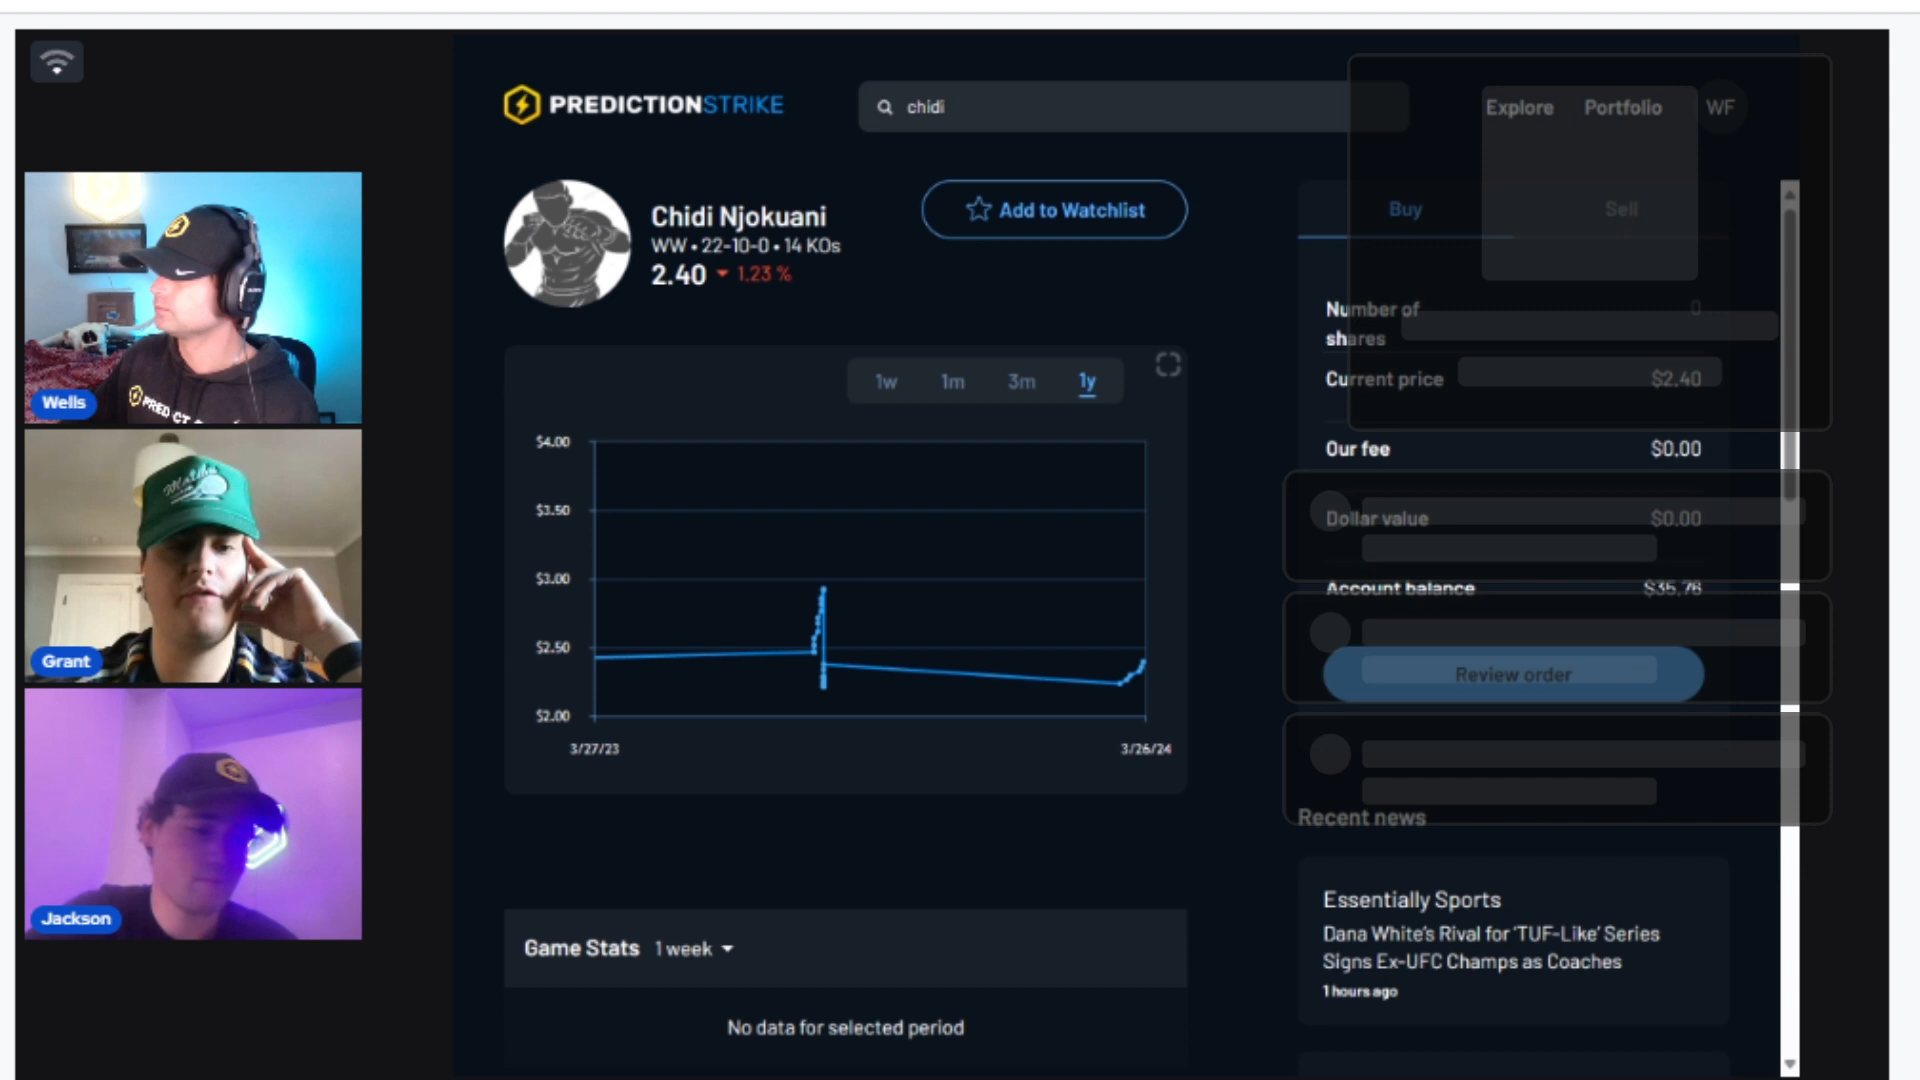 PREDICTIONSTRIKE
chidi
Explore Portfolio WF
Chidi Njokuani
WW • 22-10-0 • 14 KOs
2.40 1.23 %
Add to Watchlist
Buy Sell
Number of shares 0
Current price $2.40
Our fee $0.00
Dollar value $0.00
Account balance $35.76
Review order
1w 1m 3m 1y
$4.00
$3.50
$3.00
$2.50
$2.00
3/27/23 3/26/24
Game Stats 1 week
No data for selected period
Recent news
Essentially Sports
Dana White's Rival for 'TUF-Like' Series
Signs Ex-UFC Champs as Coaches
1 hours ago
Wells
Grant
Jackson